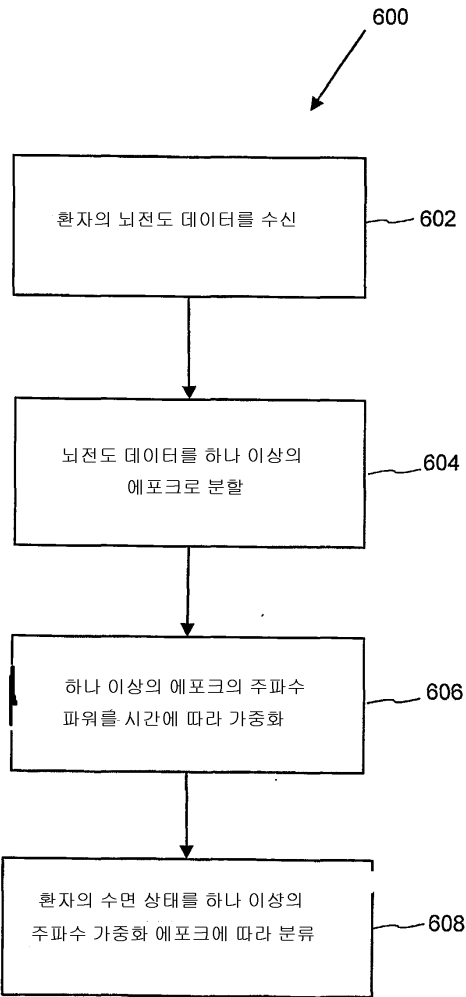 600
환자의 뇌전도 데이터를 수신
602
뇌전도 데이터를 하나 이상의
에포크로 분할
604
하나 이상의 에포크의 주파수
파워를 시간에 따라 가중화
606
환자의 수면 상태를 하나 이상의
주파수 가중화 에포크에 따라 분류
608